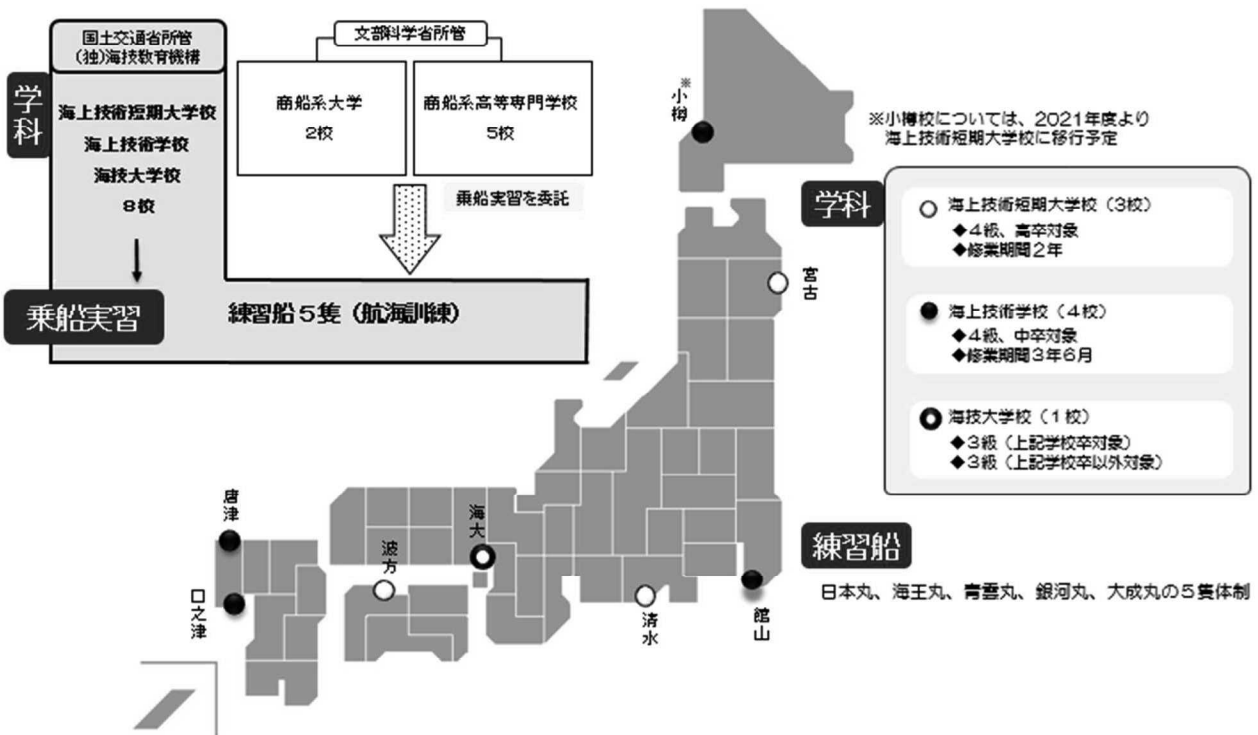 国土交通省所管
(独)海技教育機構
学科
海上技術短期大学校
海上技術学校
海技大学校
8校
文部科学省所管
商船系大学
2校
商船系高等専門学校
5校
乗船実習を委託
乗船実習
練習船5隻(航海訓練)
※
小樽
※小樽校については、2021年度より
海上技術短期大学校に移行予定
学科
海上技術短期大学校(3校)
◆4級、高卒対象
◆修業期間2年
海上技術学校(4校)
◆4級、中卒対象
◆修業期間3年6月
海技大学校(1校)
◆3級(上記学校卒対象)
◆3級(上記学校卒以外対象)
宮古
唐津
口之津
波方
海大
清水
館山
練習船
日本丸、海王丸、青雲丸、銀河丸、大成丸の5隻体制